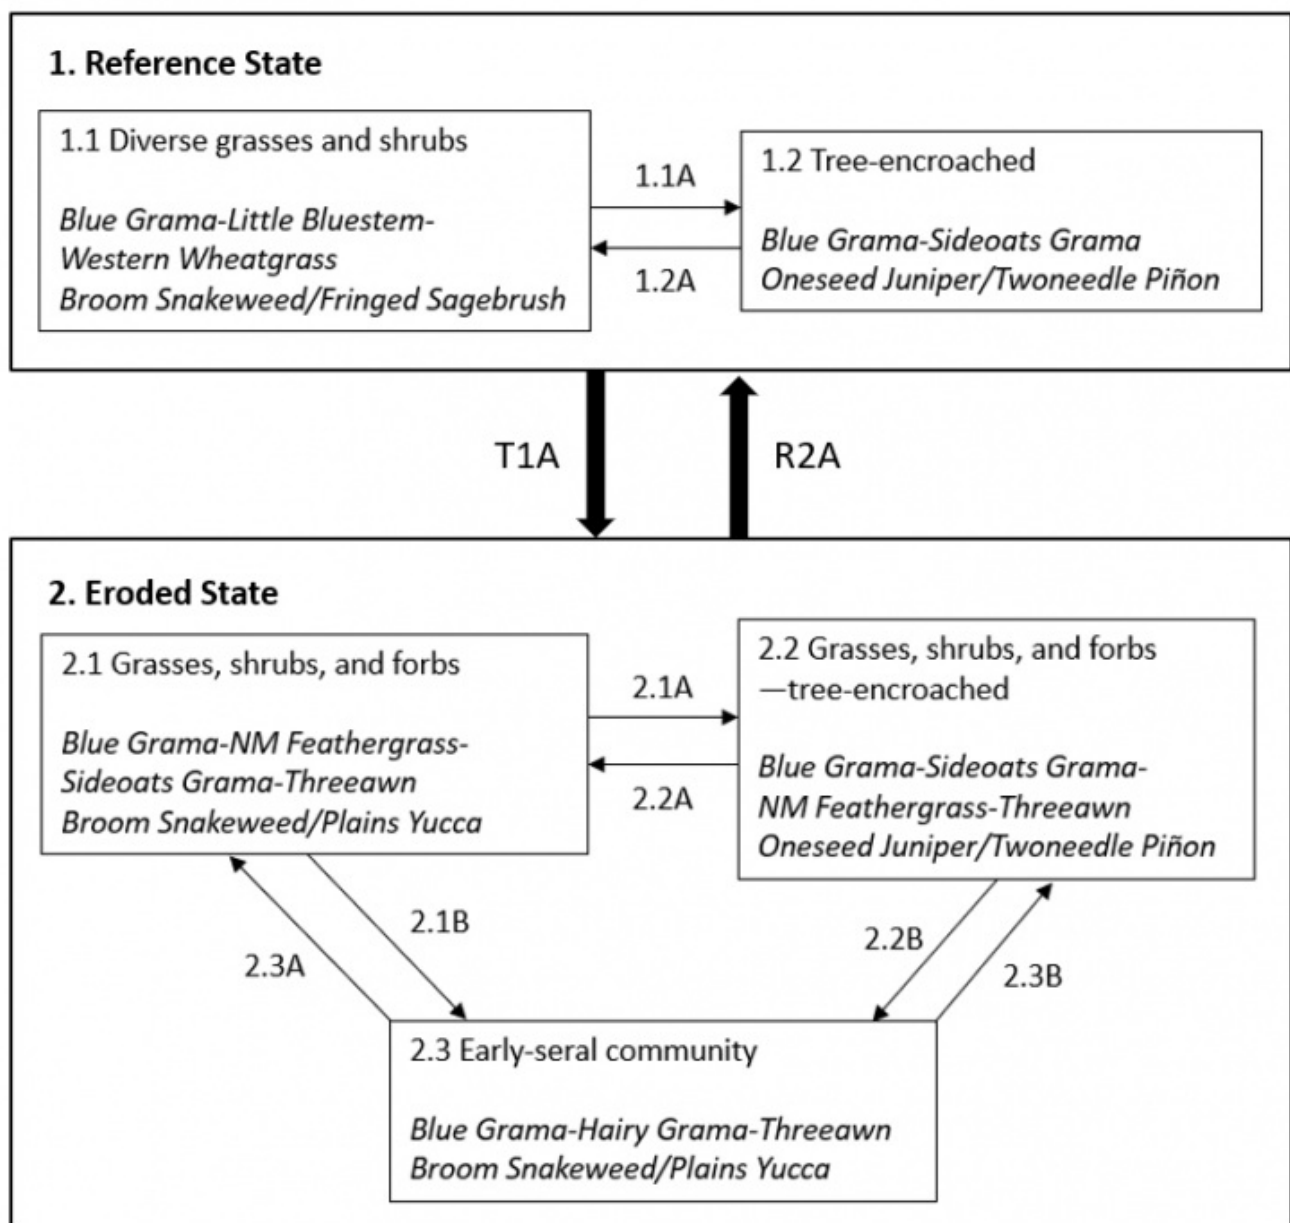 1. Reference State
1.1 Diverse grasses and shrubs
Blue Grama-Little Bluestem-
Western Wheatgrass
Broom Snakeweed/Fringed Sagebrush
1.1A
1.2A
1.2 Tree-encroached
Blue Grama-Sideoats Grama
Oneseed Juniper/Twoneedle Piñon
T1A
R2A
2. Eroded State
2.1 Grasses, shrubs, and forbs
Blue Grama-NM Feathergrass-
Sideoats Grama-Threeawn
Broom Snakeweed/Plains Yucca
2.1A
2.2A
2.2 Grasses, shrubs, and forbs
—tree-encroached
Blue Grama-Sideoats Grama-
NM Feathergrass-Threeawn
Oneseed Juniper/Twoneedle Piñon
2.3A
2.1B
2.2B
2.3B
2.3 Early-seral community
Blue Grama-Hairy Grama-Threeawn
Broom Snakeweed/Plains Yucca